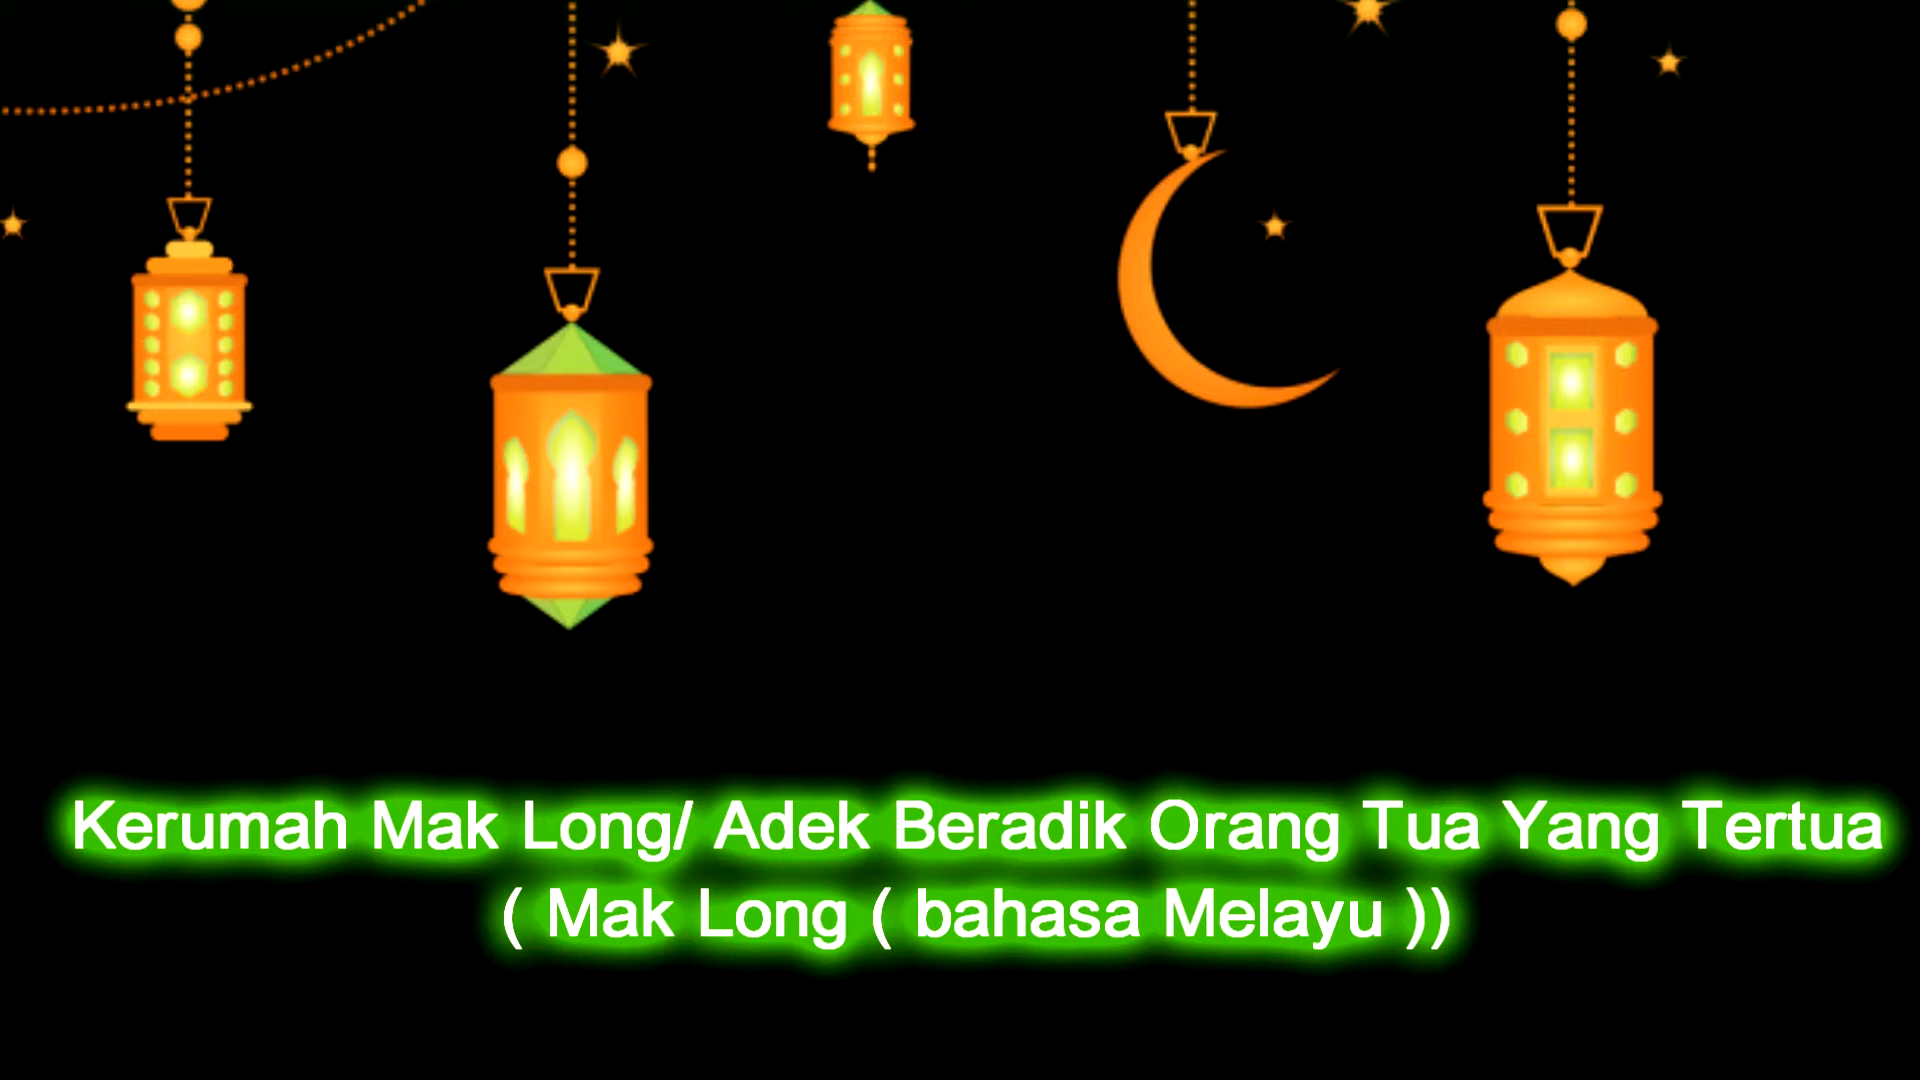 Kerumah Mak Long/ Adek Beradik Orang Tua Yang Tertua
( Mak Long ( bahasa Melayu ))